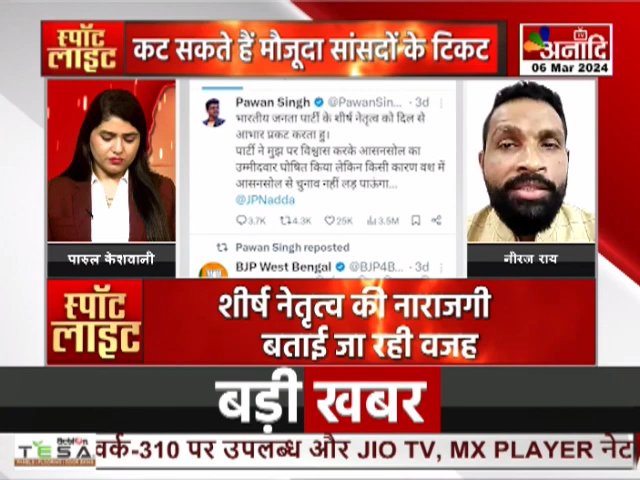 स्पॉट
लाइट
कट सकते हैं मौजूदा सांसदों के टिकट
अनादि
TV
06 Mar 2024
Pawan Singh @PawanSin... · 3d
भारतीय जनता पार्टी के शीर्ष नेतृत्व को दिल से
आभार प्रकट करता हु।
पार्टी ने मुझ पर विश्वास करके आसनसोल का
उम्मीदवार घोषित किया लेकिन किसी कारण वश में
आसनसोल से चुनाव नहीं लड़ पाऊंगा...
@JPNadda
3.7K 4.3K 25K 3.5M
Pawan Singh reposted
BJP West Bengal @BJP4B... · 3d
पारुल केशवानी
नीरज राय
स्पॉट
लाइट
शीर्ष नेतृत्व की नाराजगी
बताई जा रही वजह
बड़ी खबर
TESA
वर्क-310 पर उपलब्ध और JIO TV, MX PLAYER नेट